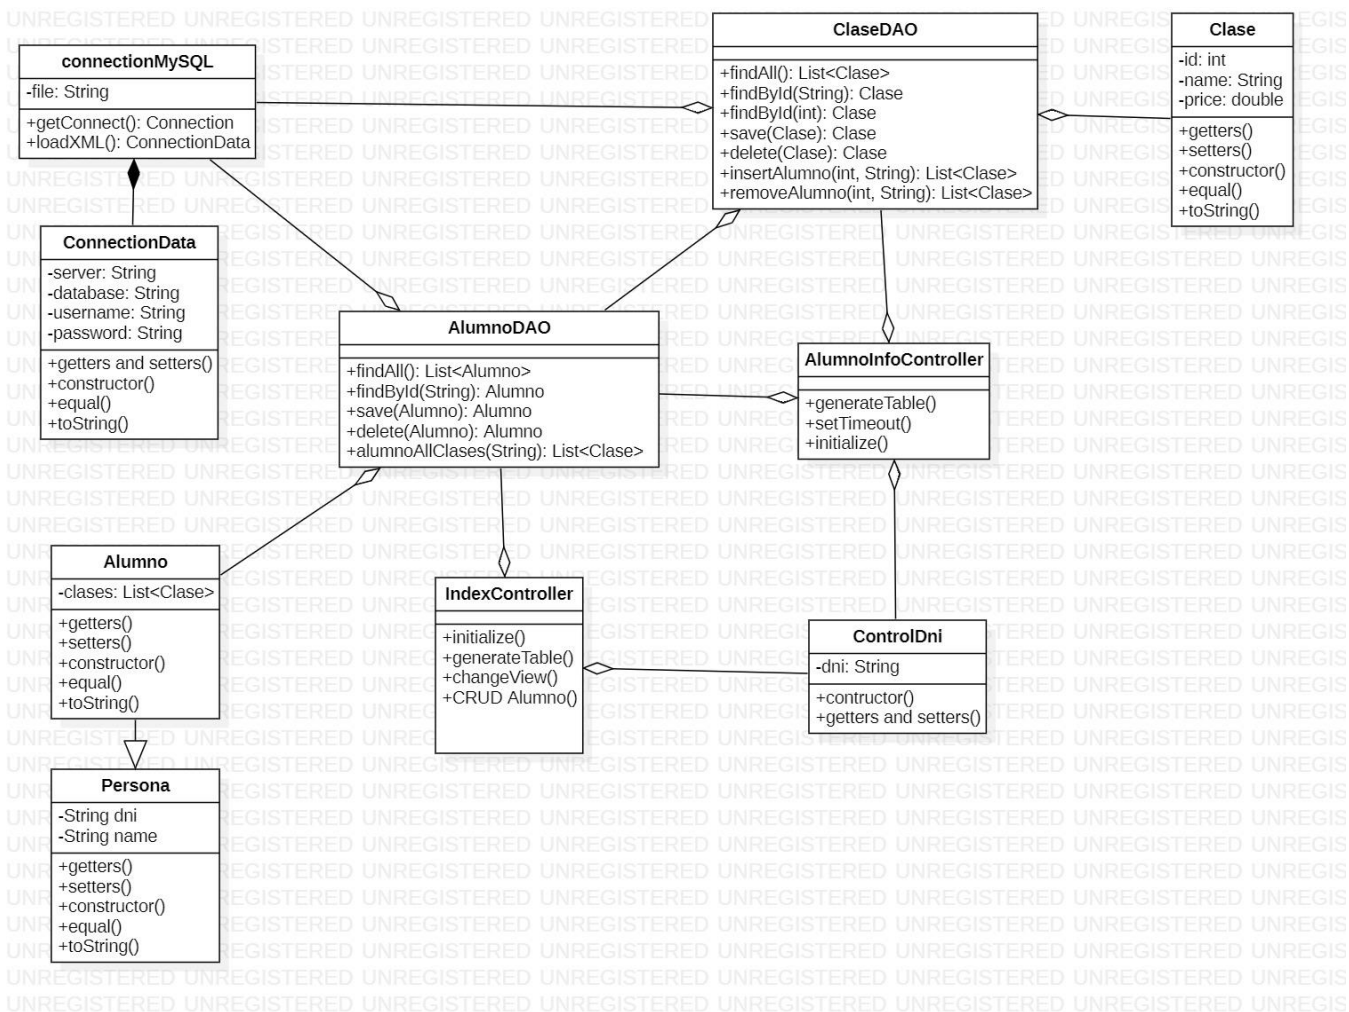 connectionMySQL
-file: String
+getConnect(): Connection
+loadXML(): ConnectionData
ClaseDAO
+findAll(): List<Clase>
+findById(String): Clase
+findById(int): Clase
+save(Clase): Clase
+delete(Clase): Clase
+insertAlumno(int, String): List<Clase>
+removeAlumno(int, String): List<Clase>
Clase
-id: int
-name: String
-price: double
+getters()
+setters()
+constructor()
+equal()
+toString()
ConnectionData
-server: String
-database: String
-username: String
-password: String
+getters and setters()
+constructor()
+equal()
+toString()
AlumnoDAO
+findAll(): List<Alumno>
+findById(String): Alumno
+save(Alumno): Alumno
+delete(Alumno): Alumno
+alumnoAllClases(String): List<Clase>
AlumnoInfoController
+generateTable()
+setTimeout()
+initialize()
Alumno
-clases: List<Clase>
+getters()
+setters()
+constructor()
+equal()
+toString()
IndexController
+initialize()
+generateTable()
+changeView()
+CRUD Alumno()
ControlDni
-dni: String
+contructor()
+getters and setters()
Persona
-String dni
-String name
+getters()
+setters()
+constructor()
+equal()
+toString()
UNREGISTERED